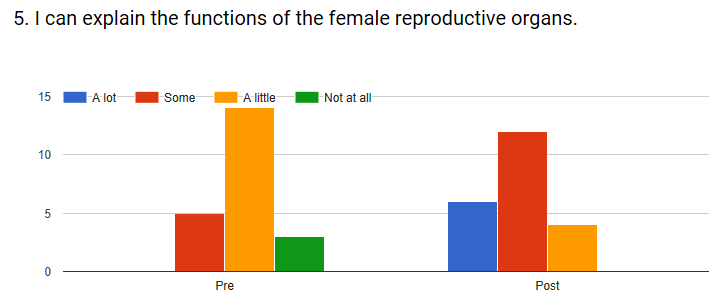 5. I can explain the functions of the female reproductive organs.
15 A lot Some A little Not at all
10
5
0
Pre Post